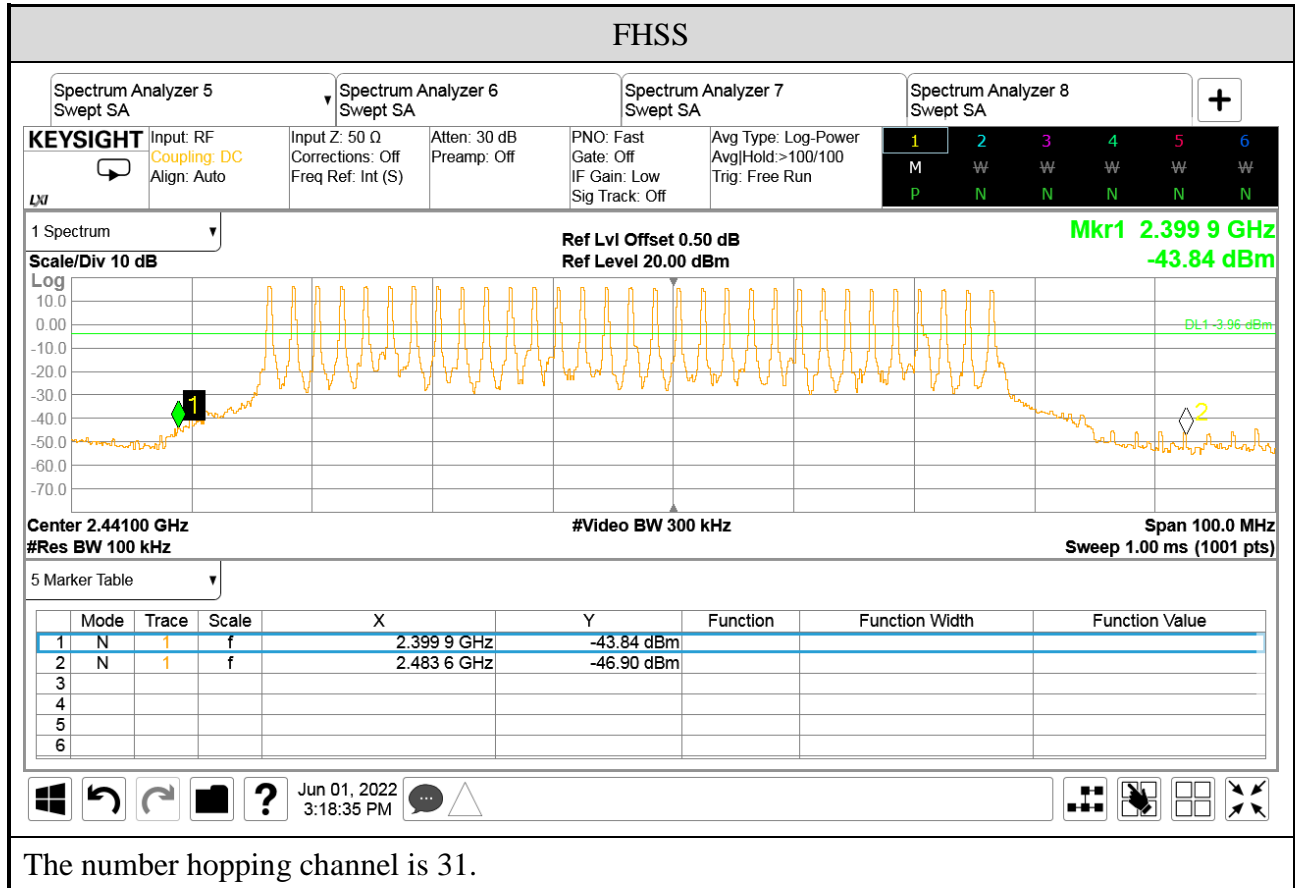 FHSS
Spectrum Analyzer 5
Swept SA
Spectrum Analyzer 6
Swept SA
Spectrum Analyzer 7
Swept SA
Spectrum Analyzer 8
Swept SA
+
KEYSIGHT
LXI
Input: RF
Coupling: DC
Align: Auto
Input Z: 50 Ω
Corrections: Off
Freq Ref: Int (S)
Atten: 30 dB
Preamp: Off
PNO: Fast
Gate: Off
IF Gain: Low
Sig Track: Off
Avg Type: Log-Power
Avg|Hold:>100/100
Trig: Free Run
1 2 3 4 5 6
M W W W W W
P N N N N N
1 Spectrum
Scale/Div 10 dB
Ref Lvl Offset 0.50 dB
Ref Level 20.00 dBm
Mkr1 2.399 9 GHz
-43.84 dBm
Log
10.0
0.00
-10.0
-20.0
-30.0
-40.0
-50.0
-60.0
-70.0
DL1 -3.96 dBm
1
2
Center 2.44100 GHz
#Res BW 100 kHz
#Video BW 300 kHz
Span 100.0 MHz
Sweep 1.00 ms (1001 pts)
5 Marker Table
Mode Trace Scale X Y Function Function Width Function Value
1 N 1 f 2.399 9 GHz -43.84 dBm
2 N 1 f 2.483 6 GHz -46.90 dBm
3
4
5
6
?
Jun 01, 2022
3:18:35 PM
The number hopping channel is 31.